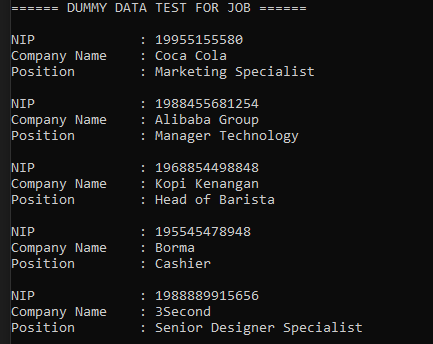 ====== DUMMY DATA TEST FOR JOB ======
NIP : 19955155580
Company Name : Coca Cola
Position : Marketing Specialist
NIP : 1988455681254
Company Name : Alibaba Group
Position : Manager Technology
NIP : 1968854498848
Company Name : Kopi Kenangan
Position : Head of Barista
NIP : 195545478948
Company Name : Borma
Position : Cashier
NIP : 1988889915656
Company Name : 3Second
Position : Senior Designer Specialist